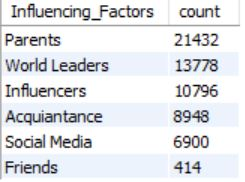 Influencing_Factors count
Parents 21432
World Leaders 13778
Influencers 10796
Acquiantance 8948
Social Media 6900
Friends 414